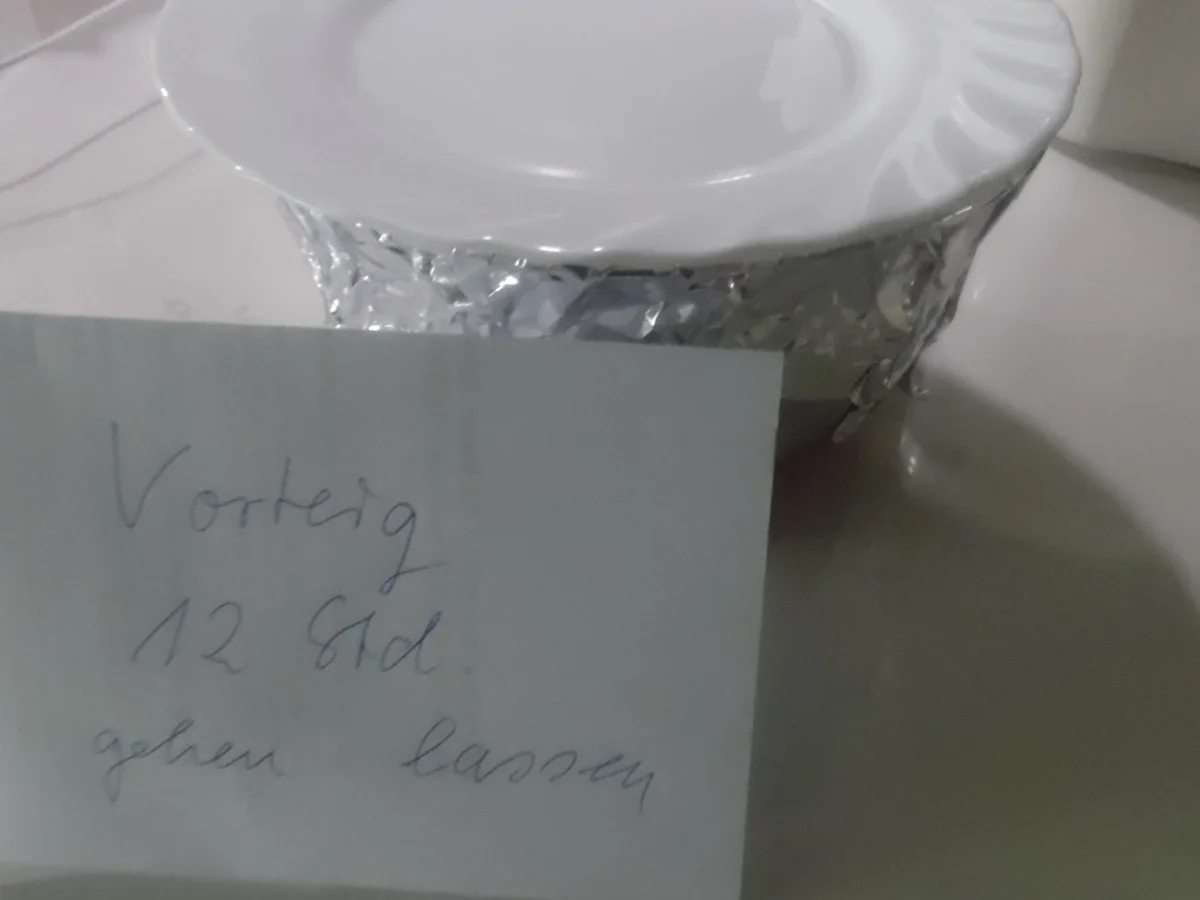 Vorteig
12 Std.
gehen lassen